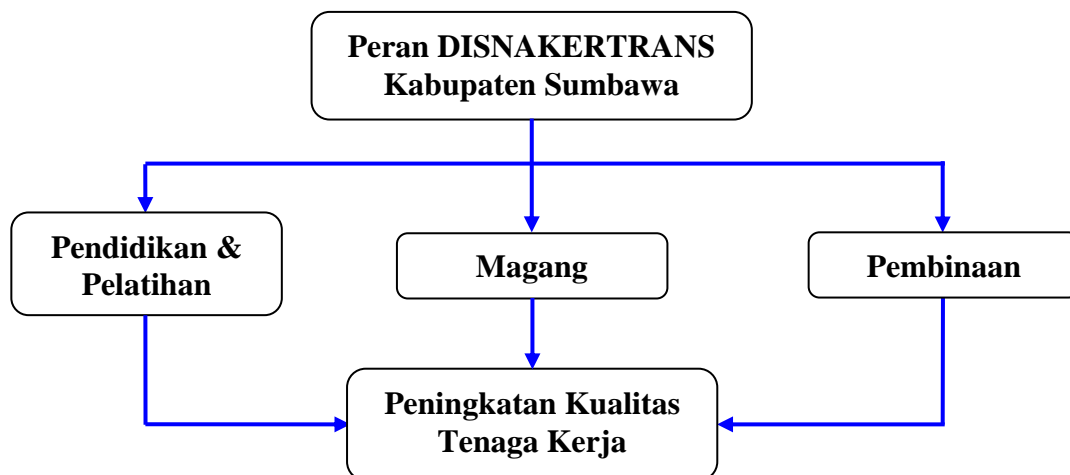 Peran DISNAKERTRANS
Kabupaten Sumbawa
Pendidikan &
Pelatihan
Magang
Pembinaan
Peningkatan Kualitas
Tenaga Kerja